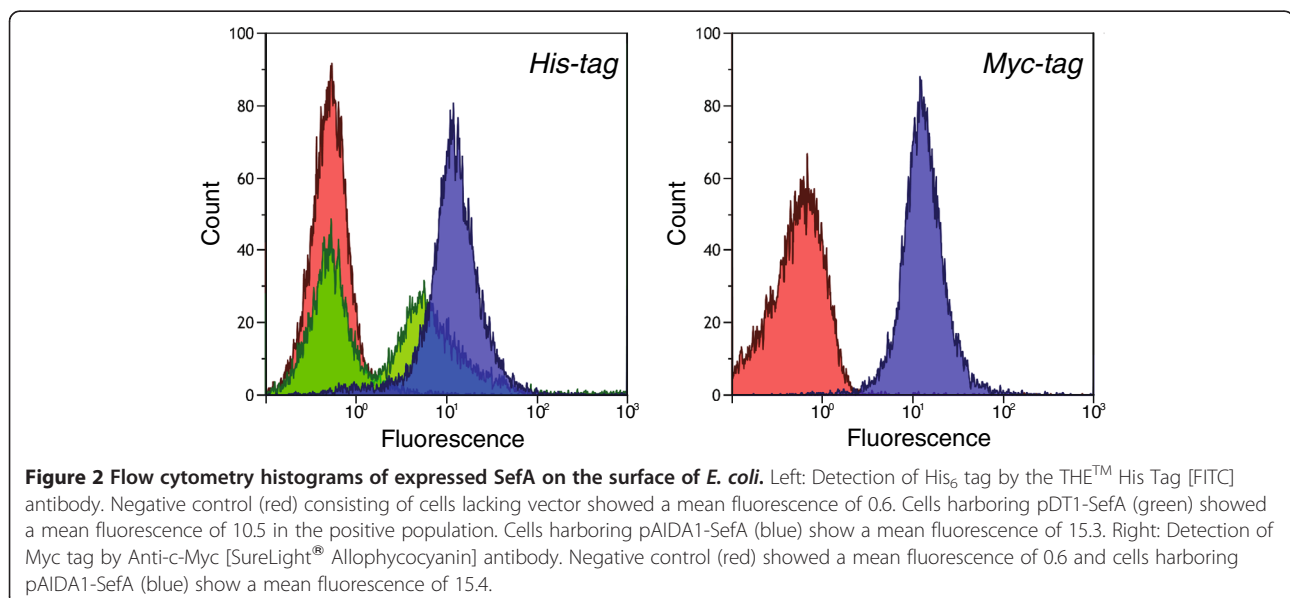 His-tag
100
80
60
40
20
0
Count
10⁰ 10¹ 10² 10³
Fluorescence
Myc-tag
100
80
60
40
20
0
Count
10⁰ 10¹ 10² 10³
Fluorescence
Figure 2 Flow cytometry histograms of expressed SefA on the surface of E. coli. Left: Detection of His₆ tag by the THE™ His Tag [FITC]
antibody. Negative control (red) consisting of cells lacking vector showed a mean fluorescence of 0.6. Cells harboring pDT1-SefA (green) showed
a mean fluorescence of 10.5 in the positive population. Cells harboring pAIDA1-SefA (blue) show a mean fluorescence of 15.3. Right: Detection of
Myc tag by Anti-c-Myc [SureLight® Allophycocyanin] antibody. Negative control (red) showed a mean fluorescence of 0.6 and cells harboring
pAIDA1-SefA (blue) show a mean fluorescence of 15.4.